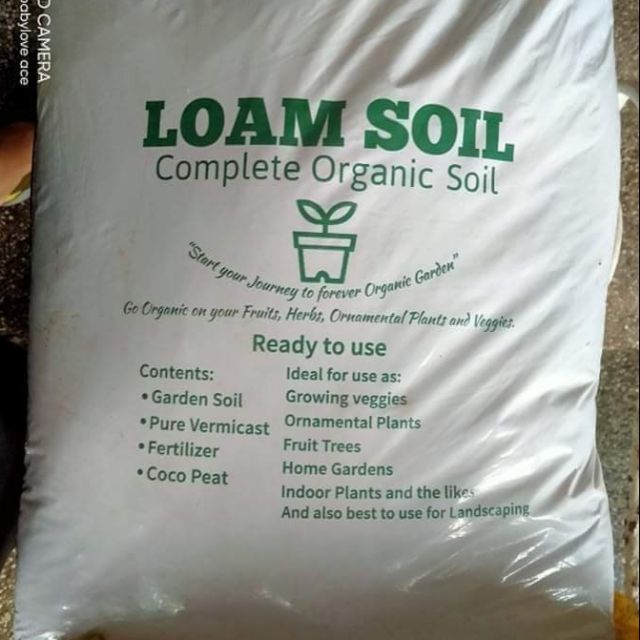 LOAM SOIL
Complete Organic Soil
"Start your Journey to forever Organic Garden"
Go Organic on your Fruits, Herbs, Ornamental Plants and Veggies.
Ready to use
Contents:
• Garden Soil
• Pure Vermicast
• Fertilizer
• Coco Peat
Ideal for use as:
Growing veggies
Ornamental Plants
Fruit Trees
Home Gardens
Indoor Plants and the likes
And also best to use for Landscaping
CAMERA
babylove ace